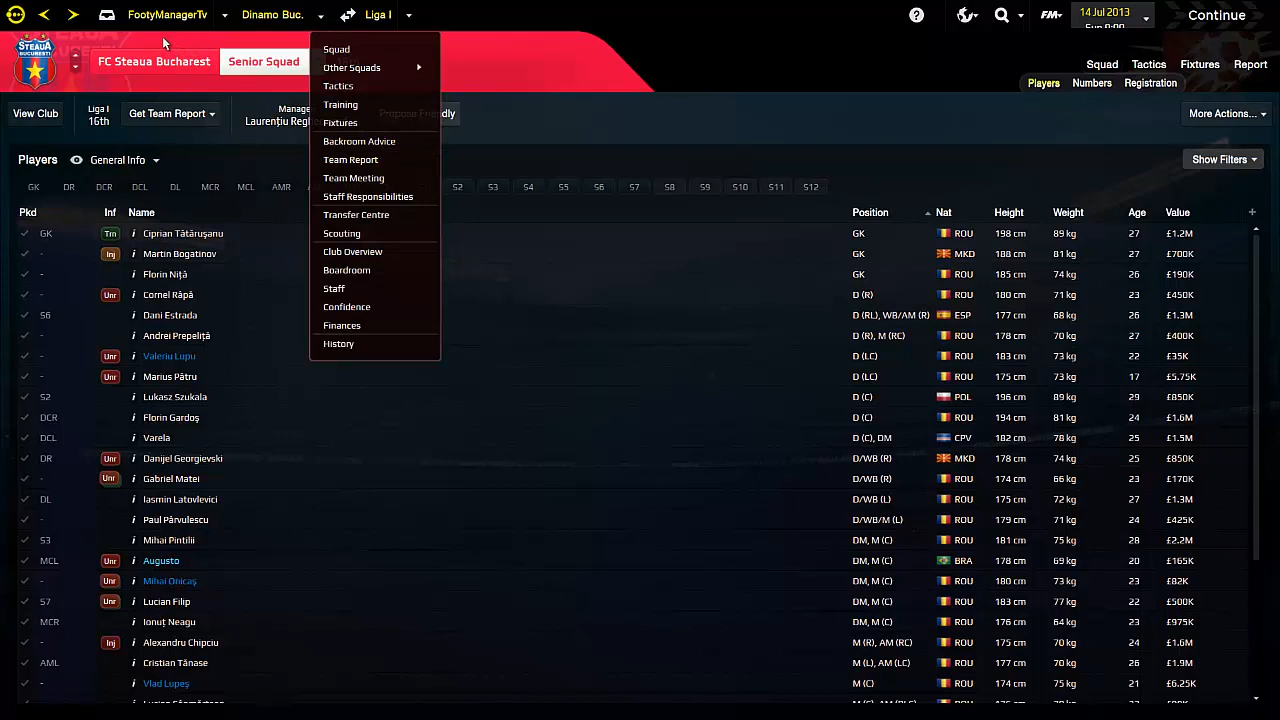 FootyManagerTv Dinamo Buc. Liga I FM 14 Jul 2013 Continue
STEAUA BUCURESTI FC Steaua Bucharest Senior Squad Squad Tactics Fixtures Report
Players Numbers Registration
View Club Liga I 16th Get Team Report Propose Friendly More Actions...
Squad
Other Squads
Tactics
Training
Fixtures
Backroom Advice
Team Report
Team Meeting
Staff Responsibilities
Transfer Centre
Scouting
Club Overview
Boardroom
Staff
Confidence
Finances
History
Players General Info Show Filters
GK DR DCR DCL DL MCR MCL AMR S2 S3 S4 S5 S6 S7 S8 S9 S10 S11 S12
Pkd Inf Name Position Nat Height Weight Age Value
GK Trn i Ciprian Tătăruşanu GK ROU 198 cm 89 kg 27 £1.2M
- Inj i Martin Bogatinov GK MKD 188 cm 81 kg 27 £700K
- i Florin Niţă GK ROU 185 cm 74 kg 26 £190K
- Unr i Cornel Râpă D (R) ROU 180 cm 71 kg 23 £450K
S6 i Dani Estrada D (RL), WB/AM (R) ESP 177 cm 68 kg 26 £1.3M
- i Andrei Prepeliţă D (R), M (RC) ROU 178 cm 70 kg 27 £400K
- Unr i Valeriu Lupu D (LC) ROU 183 cm 73 kg 22 £35K
- Unr i Marius Pătru D (LC) ROU 175 cm 73 kg 17 £5.75K
S2 i Lukasz Szukala D (C) POL 196 cm 89 kg 29 £850K
DCR i Florin Gardoş D (C) ROU 194 cm 81 kg 24 £1.6M
DCL i Varela D (C), DM CPV 182 cm 78 kg 25 £1.5M
DR Unr i Danijel Georgievski D/WB (R) MKD 178 cm 74 kg 25 £850K
- Unr i Gabriel Matei D/WB (R) ROU 174 cm 66 kg 23 £170K
DL i Iasmin Latovlevici D/WB (L) ROU 175 cm 72 kg 27 £1.3M
- i Paul Pârvulescu D/WB/M (L) ROU 179 cm 71 kg 24 £425K
S3 i Mihai Pintilii DM, M (C) ROU 181 cm 75 kg 28 £2.2M
MCL Unr i Augusto DM, M (C) BRA 178 cm 69 kg 20 £165K
- Unr i Mihai Onicaş DM, M (C) ROU 180 cm 73 kg 23 £82K
S7 Unr i Lucian Filip DM, M (C) ROU 183 cm 77 kg 22 £500K
MCR i Ionuţ Neagu DM, M (C) ROU 176 cm 64 kg 23 £975K
- Inj i Alexandru Chipciu M (R), AM (RC) ROU 175 cm 70 kg 24 £1.6M
AML i Cristian Tănase M (L), AM (LC) ROU 177 cm 70 kg 26 £1.9M
- i Vlad Lupeş M (C) ROU 174 cm 75 kg 21 £6.25K